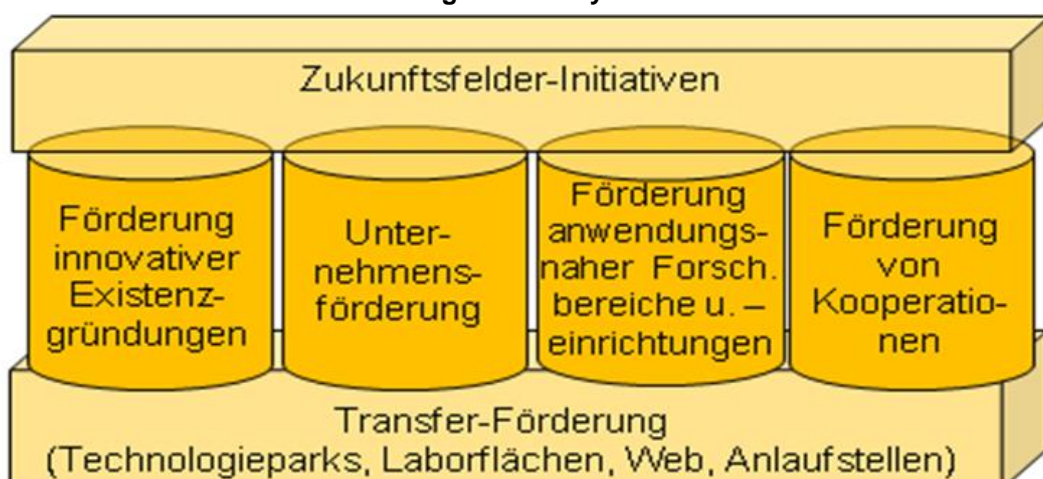 Zukunftsfelder-Initiativen
Förderung
innovativer
Existenz-
gründungen
Unter-
nehmens-
förderung
Förderung
anwendungs-
naher Forsch.
bereiche u. –
einrichtungen
Förderung
von
Kooperatio-
nen
Transfer-Förderung
(Technologieparks, Laborflächen, Web, Anlaufstellen)